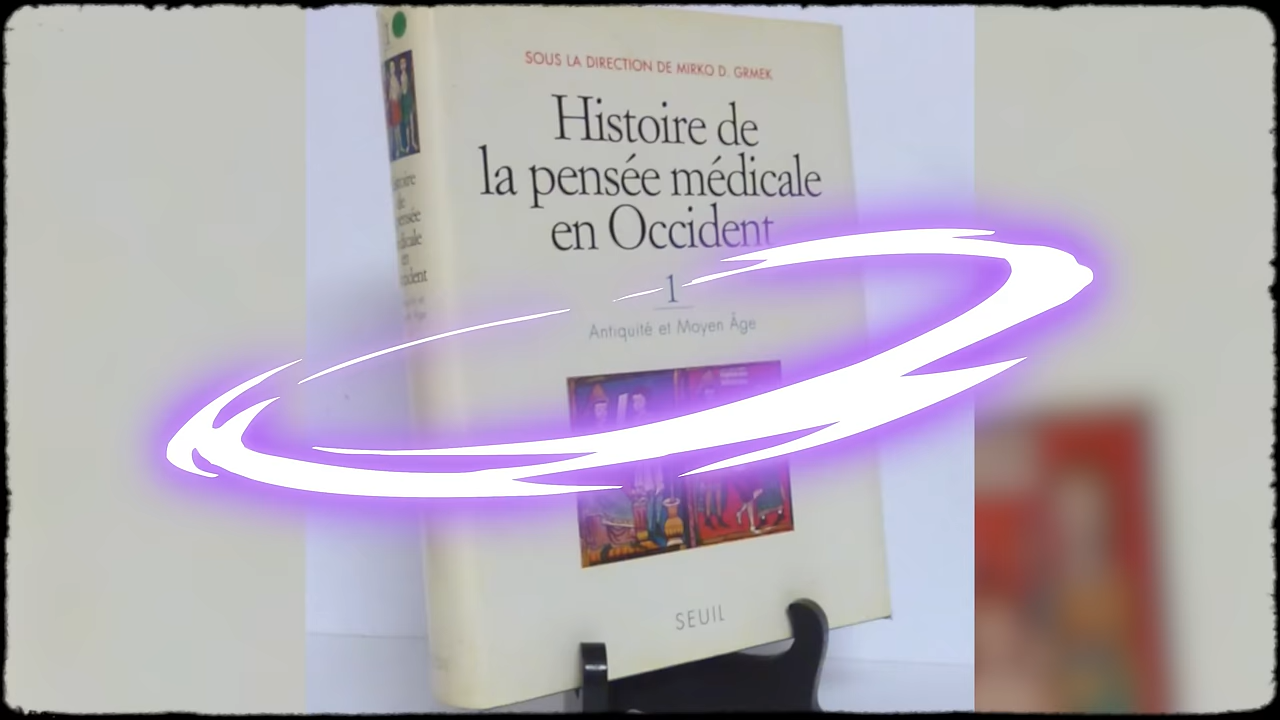 SOUS LA DIRECTION DE MIRKO D. GRMEK
Histoire de
la pensée médicale
en Occident
1
Antiquité et Moyen Âge
SEUIL